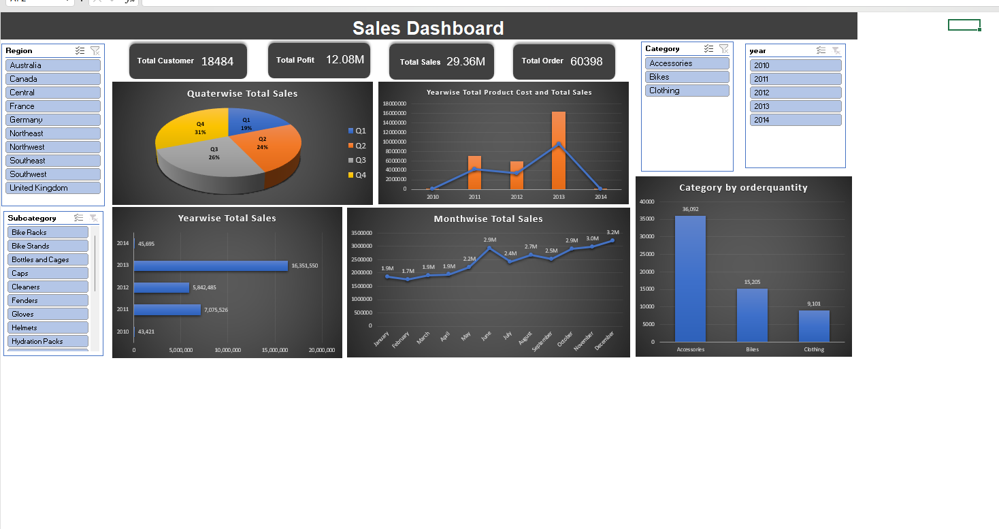 fx
Sales Dashboard
Region
Australia
Canada
Central
France
Germany
Northeast
Northwest
Southeast
Southwest
United Kingdom
Total Customer 18484
Total Pofit 12.08M
Total Sales 29.36M
Total Order 60398
Category
Accessories
Bikes
Clothing
year
2010
2011
2012
2013
2014
Quaterwise Total Sales
Q4
31%
Q1
19%
Q2
24%
Q3
26%
Q1
Q2
Q3
Q4
Yearwise Total Product Cost and Total Sales
18000000
16000000
14000000
12000000
10000000
8000000
6000000
4000000
2000000
0
2010 2011 2012 2013 2014
Subcategory
Bike Racks
Bike Stands
Bottles and Cages
Caps
Cleaners
Fenders
Gloves
Helmets
Hydration Packs
Yearwise Total Sales
2014 45,695
2013 16,351,550
2012 5,842,485
2011 7,075,526
2010 43,421
0 5,000,000 10,000,000 15,000,000 20,000,000
Monthwise Total Sales
3500000
3000000
2500000
2000000
1500000
1000000
500000
0
1.9M 1.7M 1.9M 1.9M 2.2M 2.9M 2.4M 2.7M 2.5M 2.9M 3.0M 3.2M
January February March April May June July August September October November December
Category by orderquantity
40000
35000
30000
25000
20000
15000
10000
5000
0
36,092
15,205
9,101
Accessories Bikes Clothing